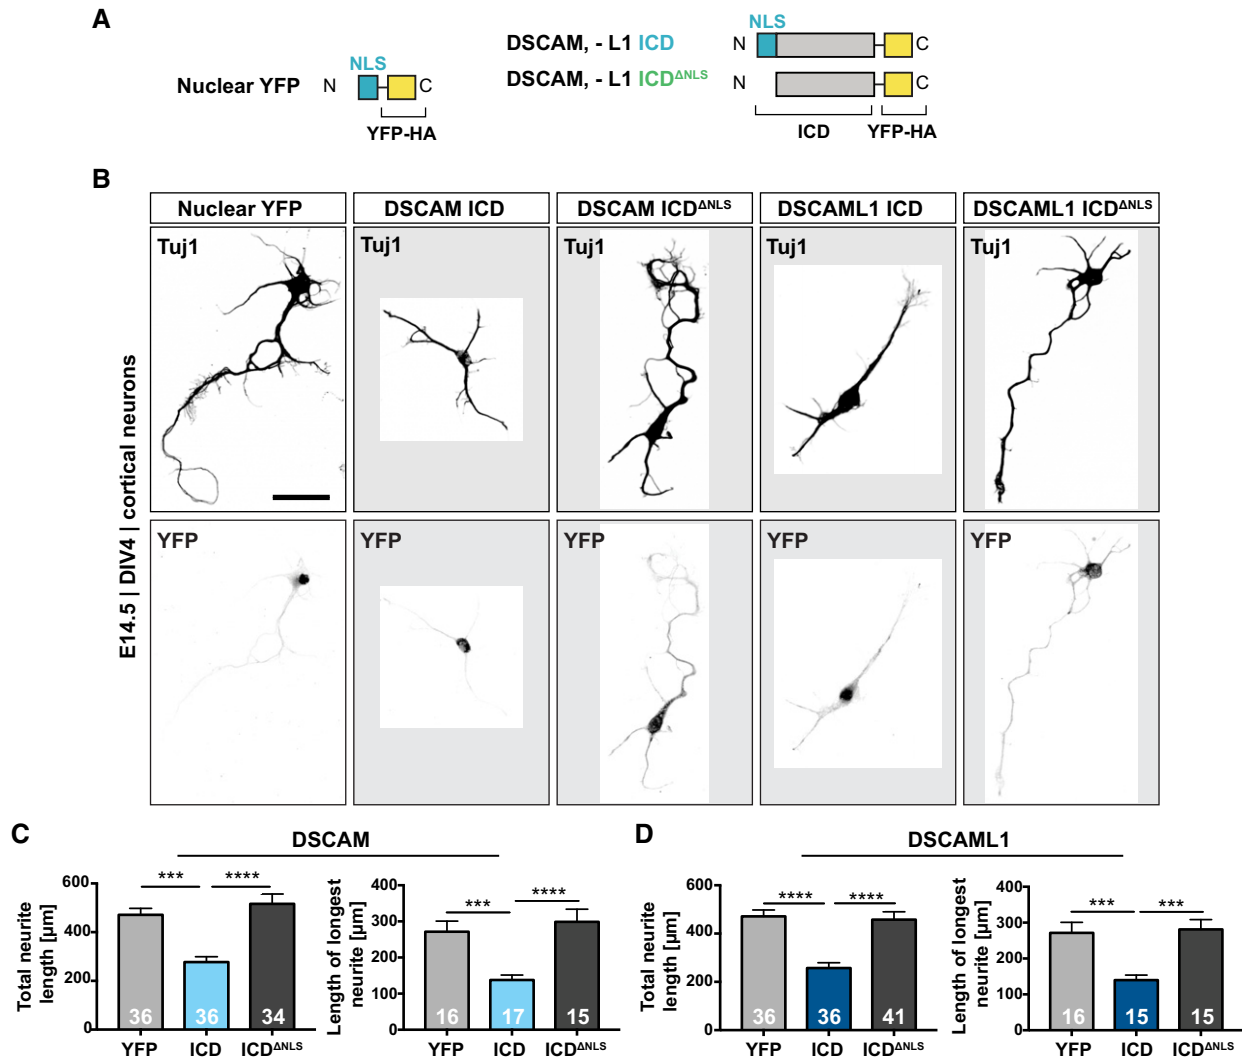 A
NLS
DSCAM, - L1 ICD
N
C
NLS
DSCAM, - L1 ICDΔNLS
N
C
Nuclear YFP
N
C
YFP-HA
ICD
YFP-HA
B
Nuclear YFP
DSCAM ICD
DSCAM ICDΔNLS
DSCAML1 ICD
DSCAML1 ICDΔNLS
Tuj1
Tuj1
Tuj1
Tuj1
Tuj1
E14.5 | DIV4 | cortical neurons
YFP
YFP
YFP
YFP
YFP
C
DSCAM
Total neurite
length [µm]
600
400
200
0
***
****
36
36
34
YFP
ICD
ICDΔNLS
Length of longest
neurite [µm]
400
300
200
100
0
***
****
16
17
15
YFP
ICD
ICDΔNLS
D
DSCAML1
Total neurite
length [µm]
600
400
200
0
****
****
36
36
41
YFP
ICD
ICDΔNLS
Length of longest
neurite [µm]
400
300
200
100
0
***
***
16
15
15
YFP
ICD
ICDΔNLS